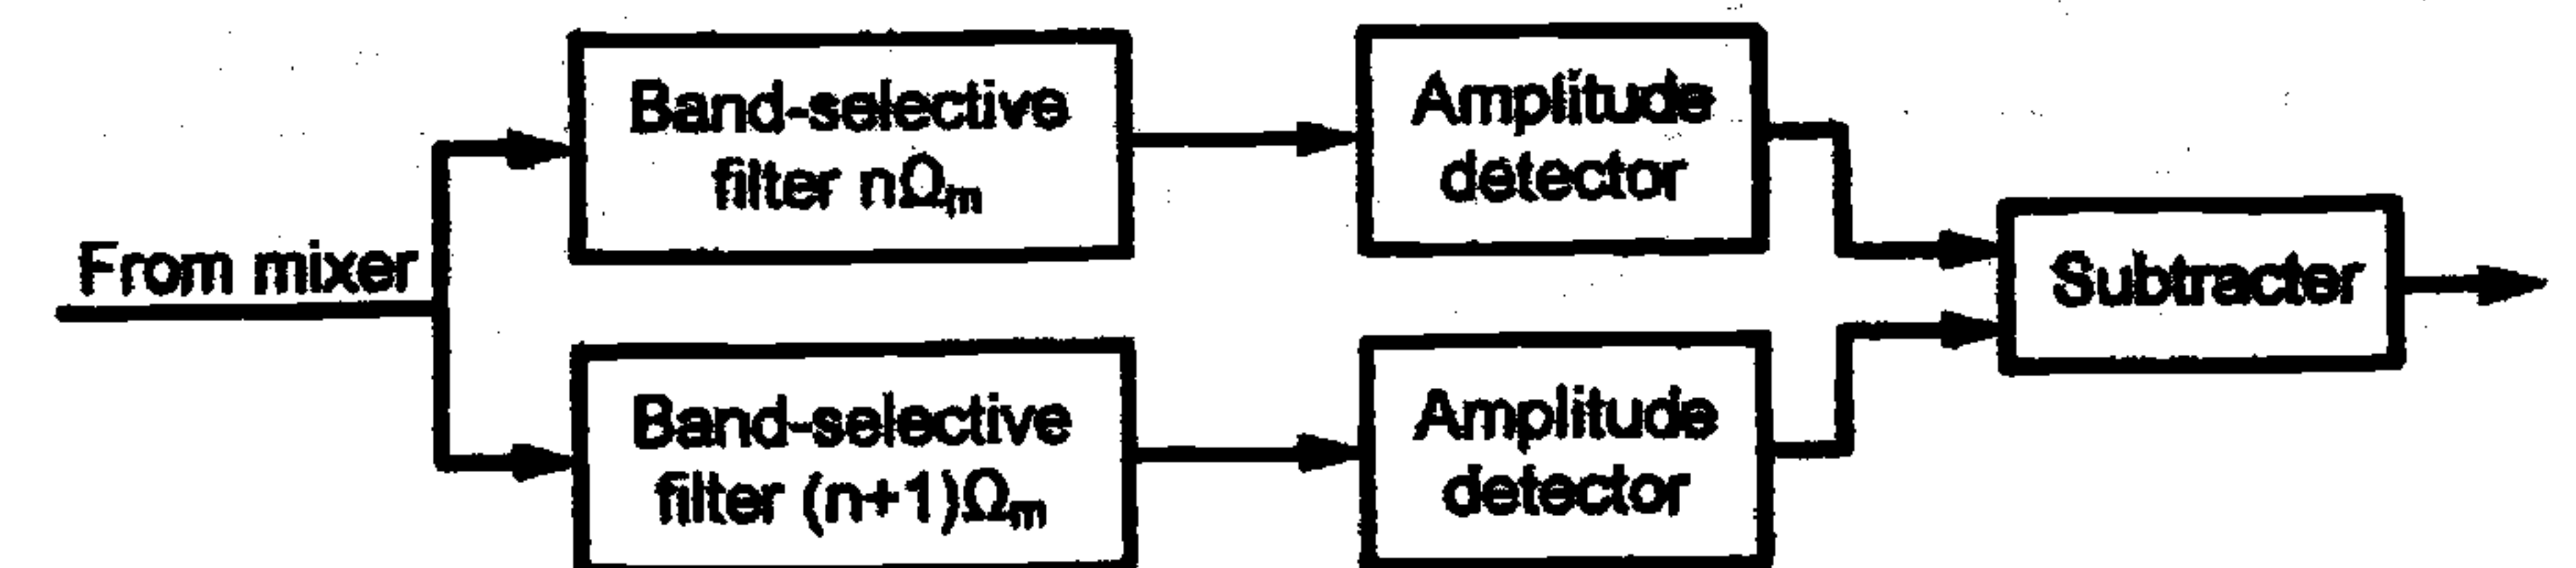 Band-selective
filter nΩₘ
Amplitude
detector
From mixer
Subtracter
Band-selective
filter (n+1)Ωₘ
Amplitude
detector